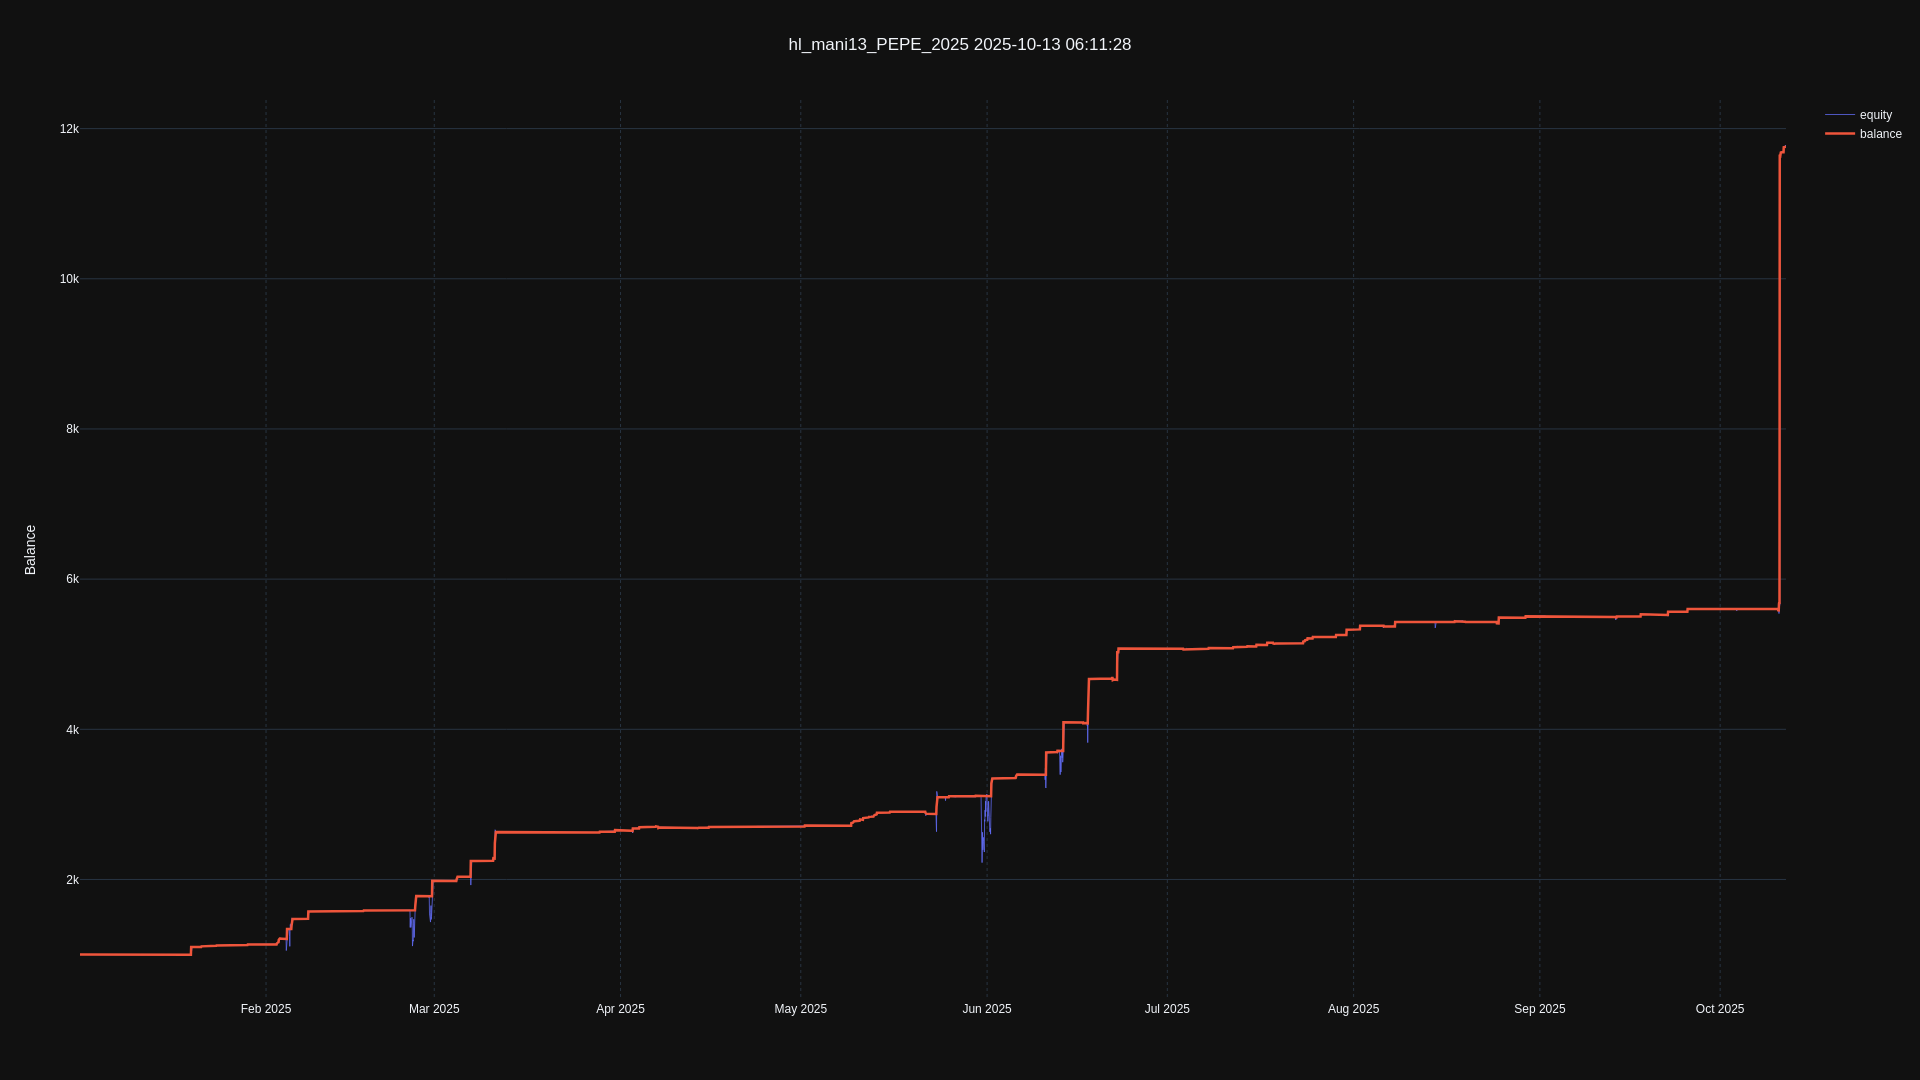 hl_mani13_PEPE_2025 2025-10-13 06:11:28
equity
balance
12k
10k
8k
6k
4k
2k
Balance
Feb 2025
Mar 2025
Apr 2025
May 2025
Jun 2025
Jul 2025
Aug 2025
Sep 2025
Oct 2025